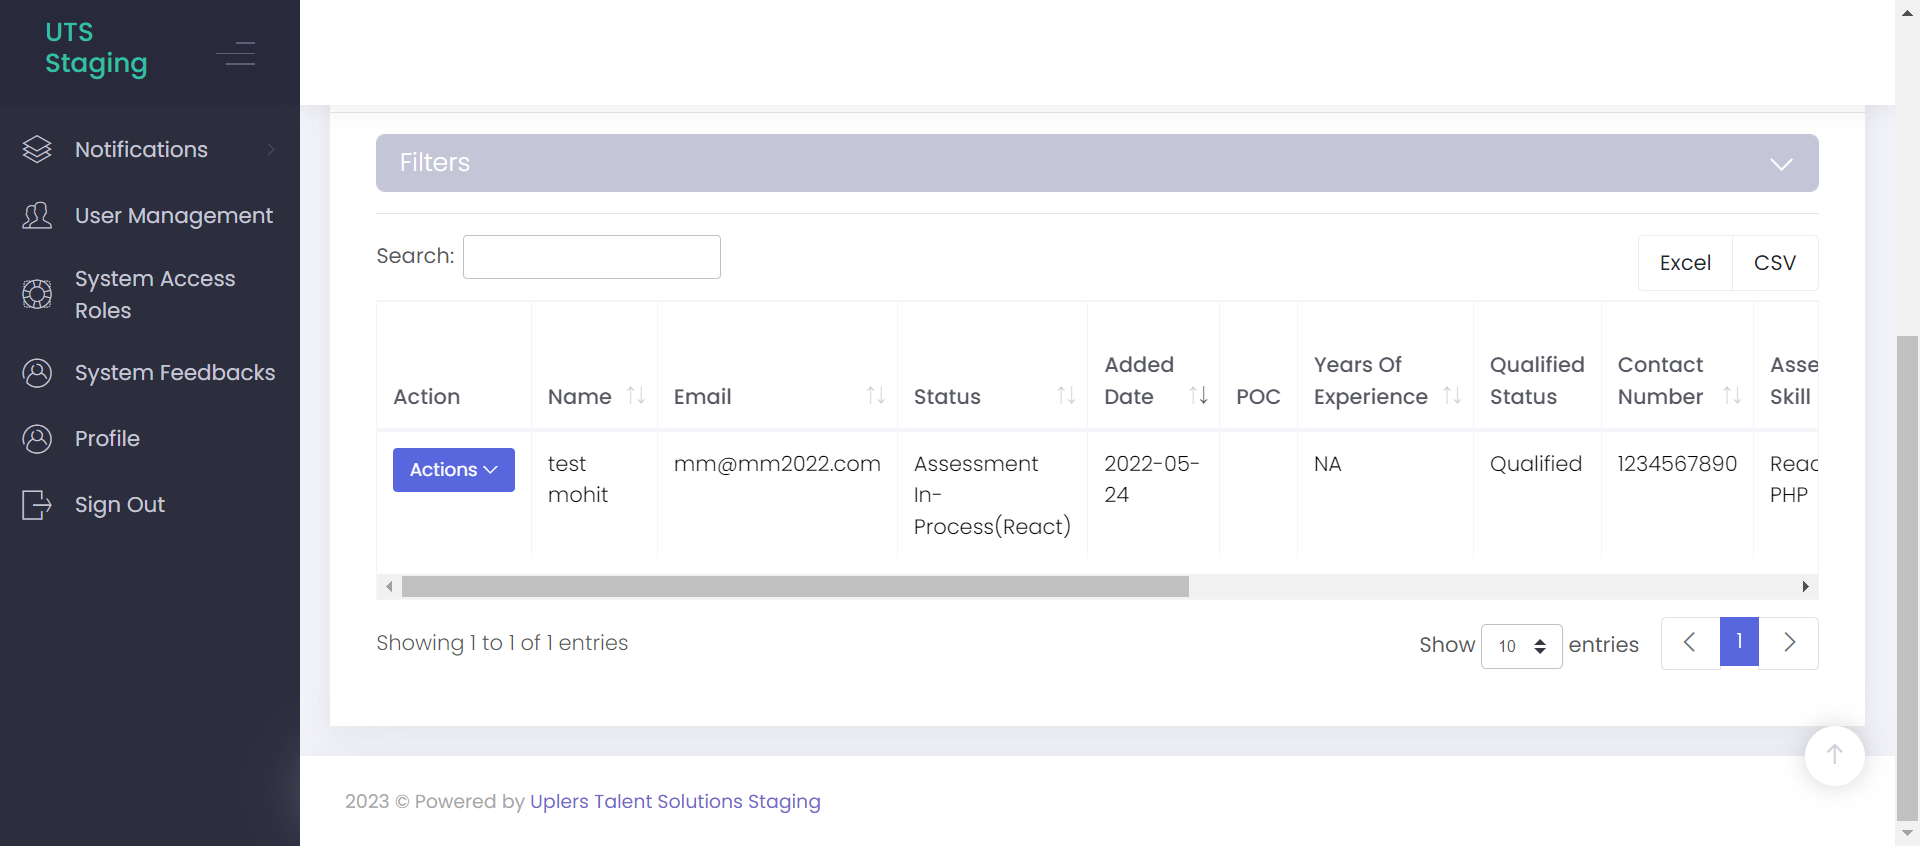 UTS
Staging
Notifications
User Management
System Access
Roles
System Feedbacks
Profile
Sign Out
Filters
Search:
Excel CSV
Action Name Email Status Added Date POC Years Of Experience Qualified Status Contact Number Asse Skill
Actions test mohit mm@mm2022.com Assessment In-Process(React) 2022-05-24 NA Qualified 1234567890 Reac PHP
Showing 1 to 1 of 1 entries
Show 10 entries 1
2023 © Powered by Uplers Talent Solutions Staging